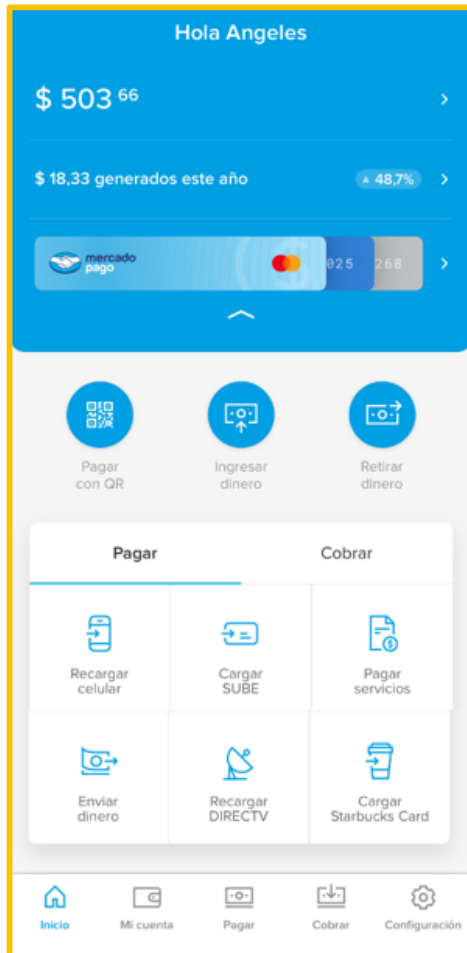 Hola Angeles
$ 503 66
$ 18,33 generados este año
48,7%
mercado
pago
025
268
Pagar
con QR
Ingresar
dinero
Retirar
dinero
Pagar
Cobrar
Recargar
celular
Cargar
SUBE
Pagar
servicios
Enviar
dinero
Recargar
DIRECTV
Cargar
Starbucks Card
Inicio
Mi cuenta
Pagar
Cobrar
Configuración